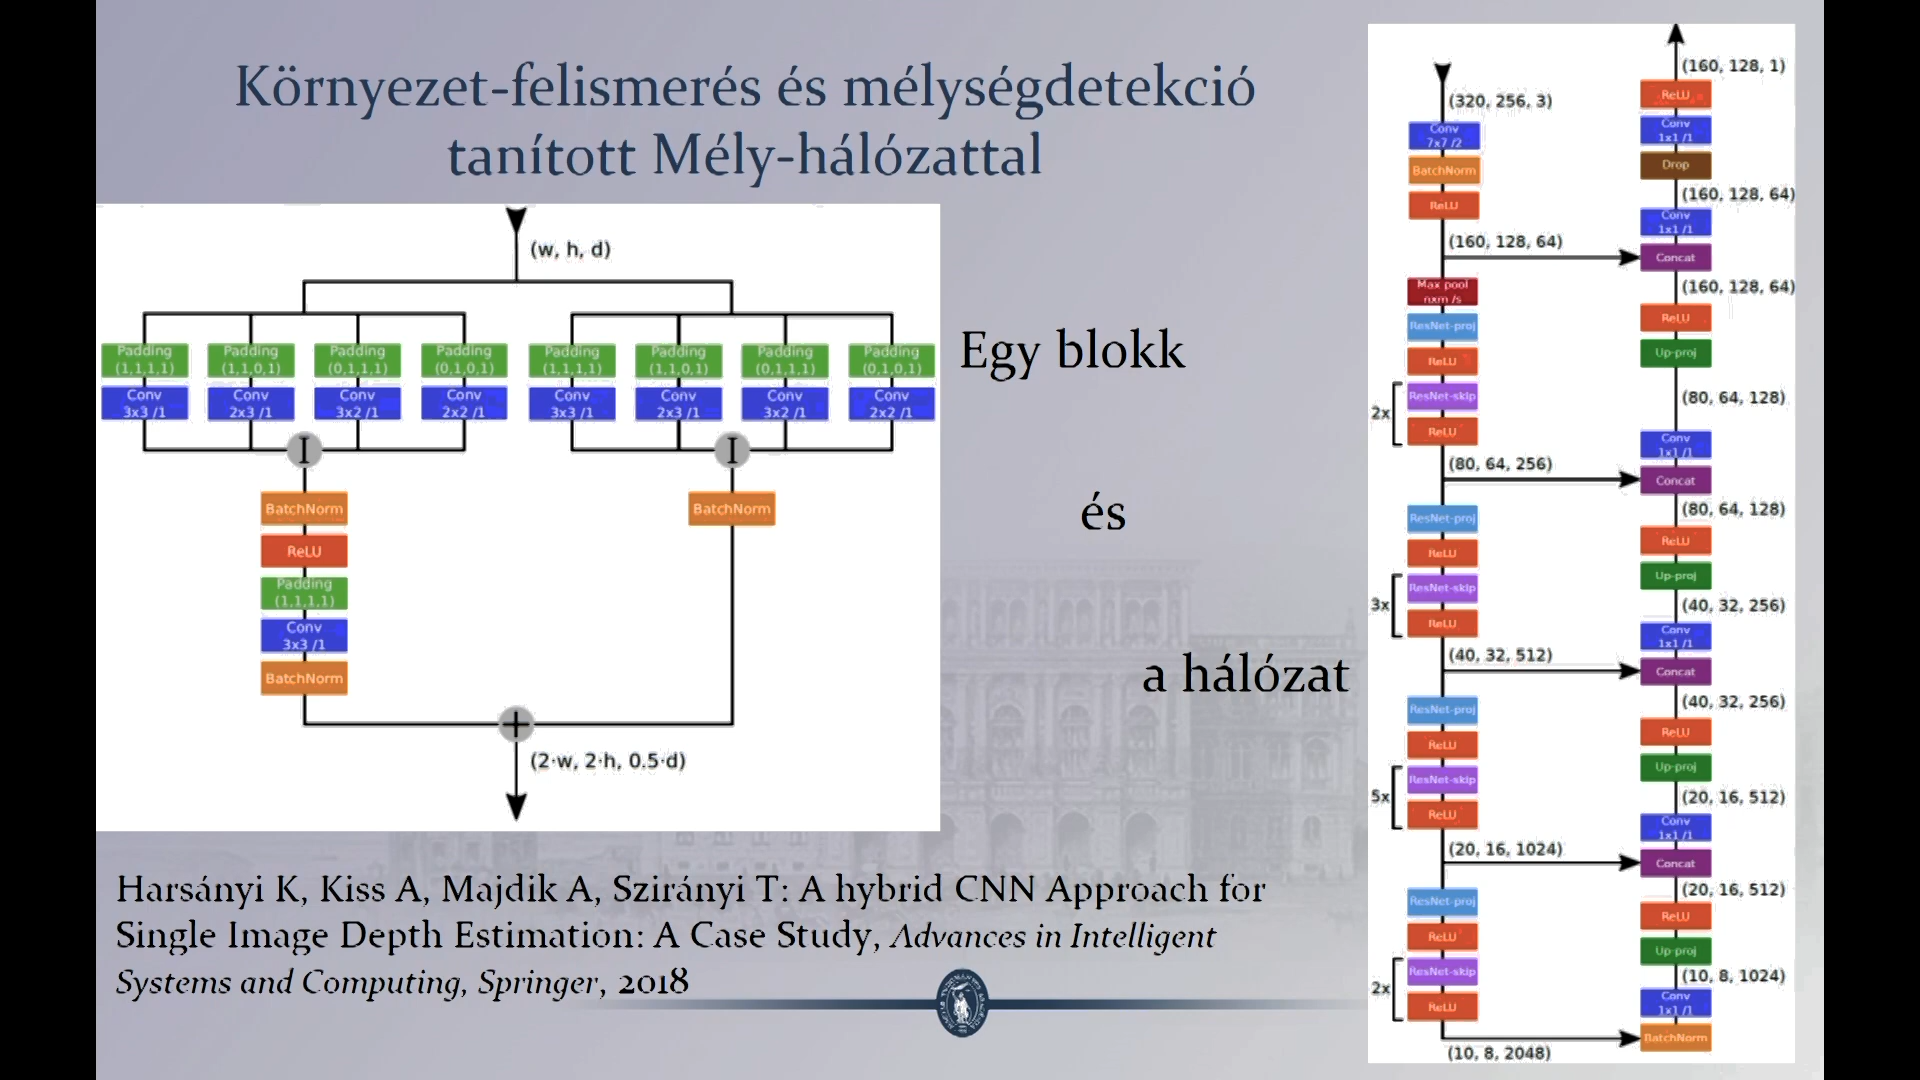 Környezet-felismerés és mélységdetekció
tanított Mély-hálózattal
(w, h, d)
Padding Padding Padding Padding Padding Padding Padding Padding
(1,1,1,1) (1,1,0,1) (0,1,1,1) (0,1,0,1) (1,1,1,1) (1,1,0,1) (0,1,1,1) (0,1,0,1)
Conv Conv Conv Conv Conv Conv Conv Conv
3x3 /1 2x3 /1 3x2 /1 2x2 /1 3x3 /1 2x3 /1 3x2 /1 2x2 /1
I I
BatchNorm BatchNorm
ReLU
Padding
(1,1,1,1)
Conv
3x3 /1
BatchNorm
+
(2·w, 2·h, 0.5·d)
Egy blokk
és
a hálózat
Harsányi K, Kiss A, Majdik A, Szirányi T: A hybrid CNN Approach for
Single Image Depth Estimation: A Case Study, Advances in Intelligent
Systems and Computing, Springer, 2018
(320, 256, 3)
Conv
7x7 /2
BatchNorm
ReLU
(160, 128, 64)
Max pool
nxm /s
ResNet-proj
ReLU
2x
ResNet-skip
ReLU
(80, 64, 256)
ResNet-proj
ReLU
3x
ResNet-skip
ReLU
(40, 32, 512)
ResNet-proj
ReLU
5x
ResNet-skip
ReLU
(20, 16, 1024)
ResNet-proj
ReLU
2x
ResNet-skip
ReLU
(10, 8, 2048)
(160, 128, 1)
ReLU
Conv
1x1 /1
Drop
(160, 128, 64)
Conv
1x1 /1
Concat
(160, 128, 64)
ReLU
Up-proj
(80, 64, 128)
Conv
1x1 /1
Concat
(80, 64, 128)
ReLU
Up-proj
(40, 32, 256)
Conv
1x1 /1
Concat
(40, 32, 256)
ReLU
Up-proj
(20, 16, 512)
Conv
1x1 /1
Concat
(20, 16, 512)
ReLU
Up-proj
(10, 8, 1024)
Conv
1x1 /1
BatchNorm